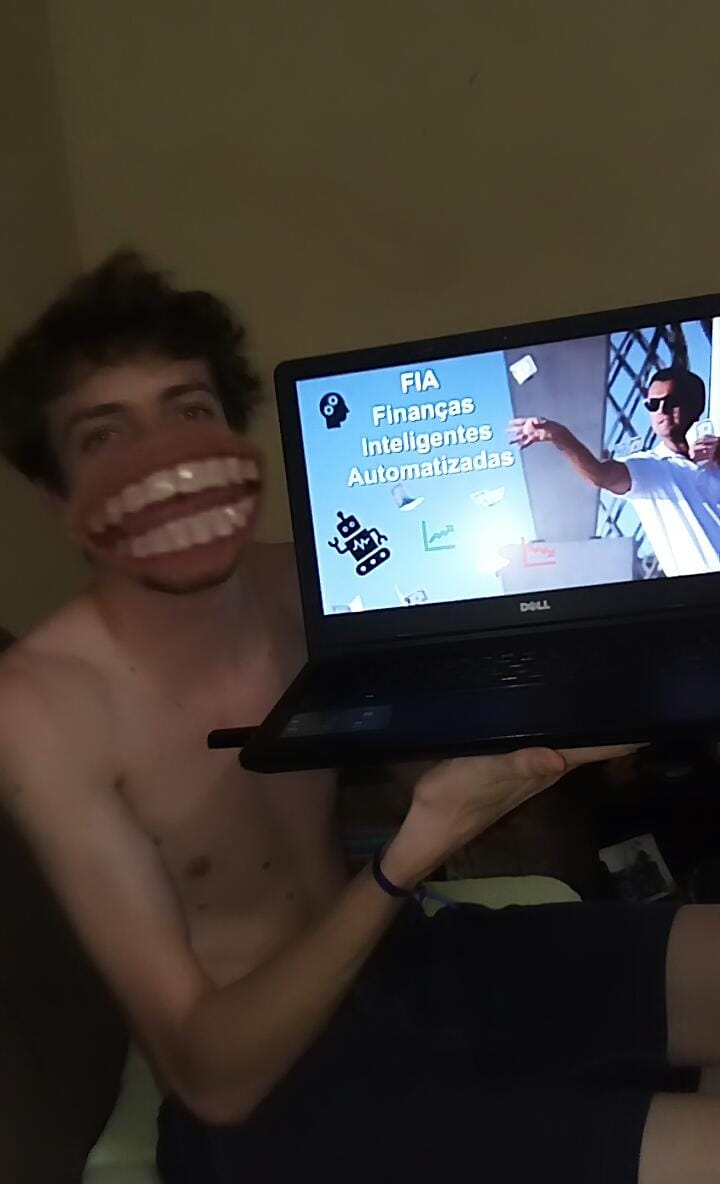 FIA
Finanças
Inteligentes
Automatizadas
DELL